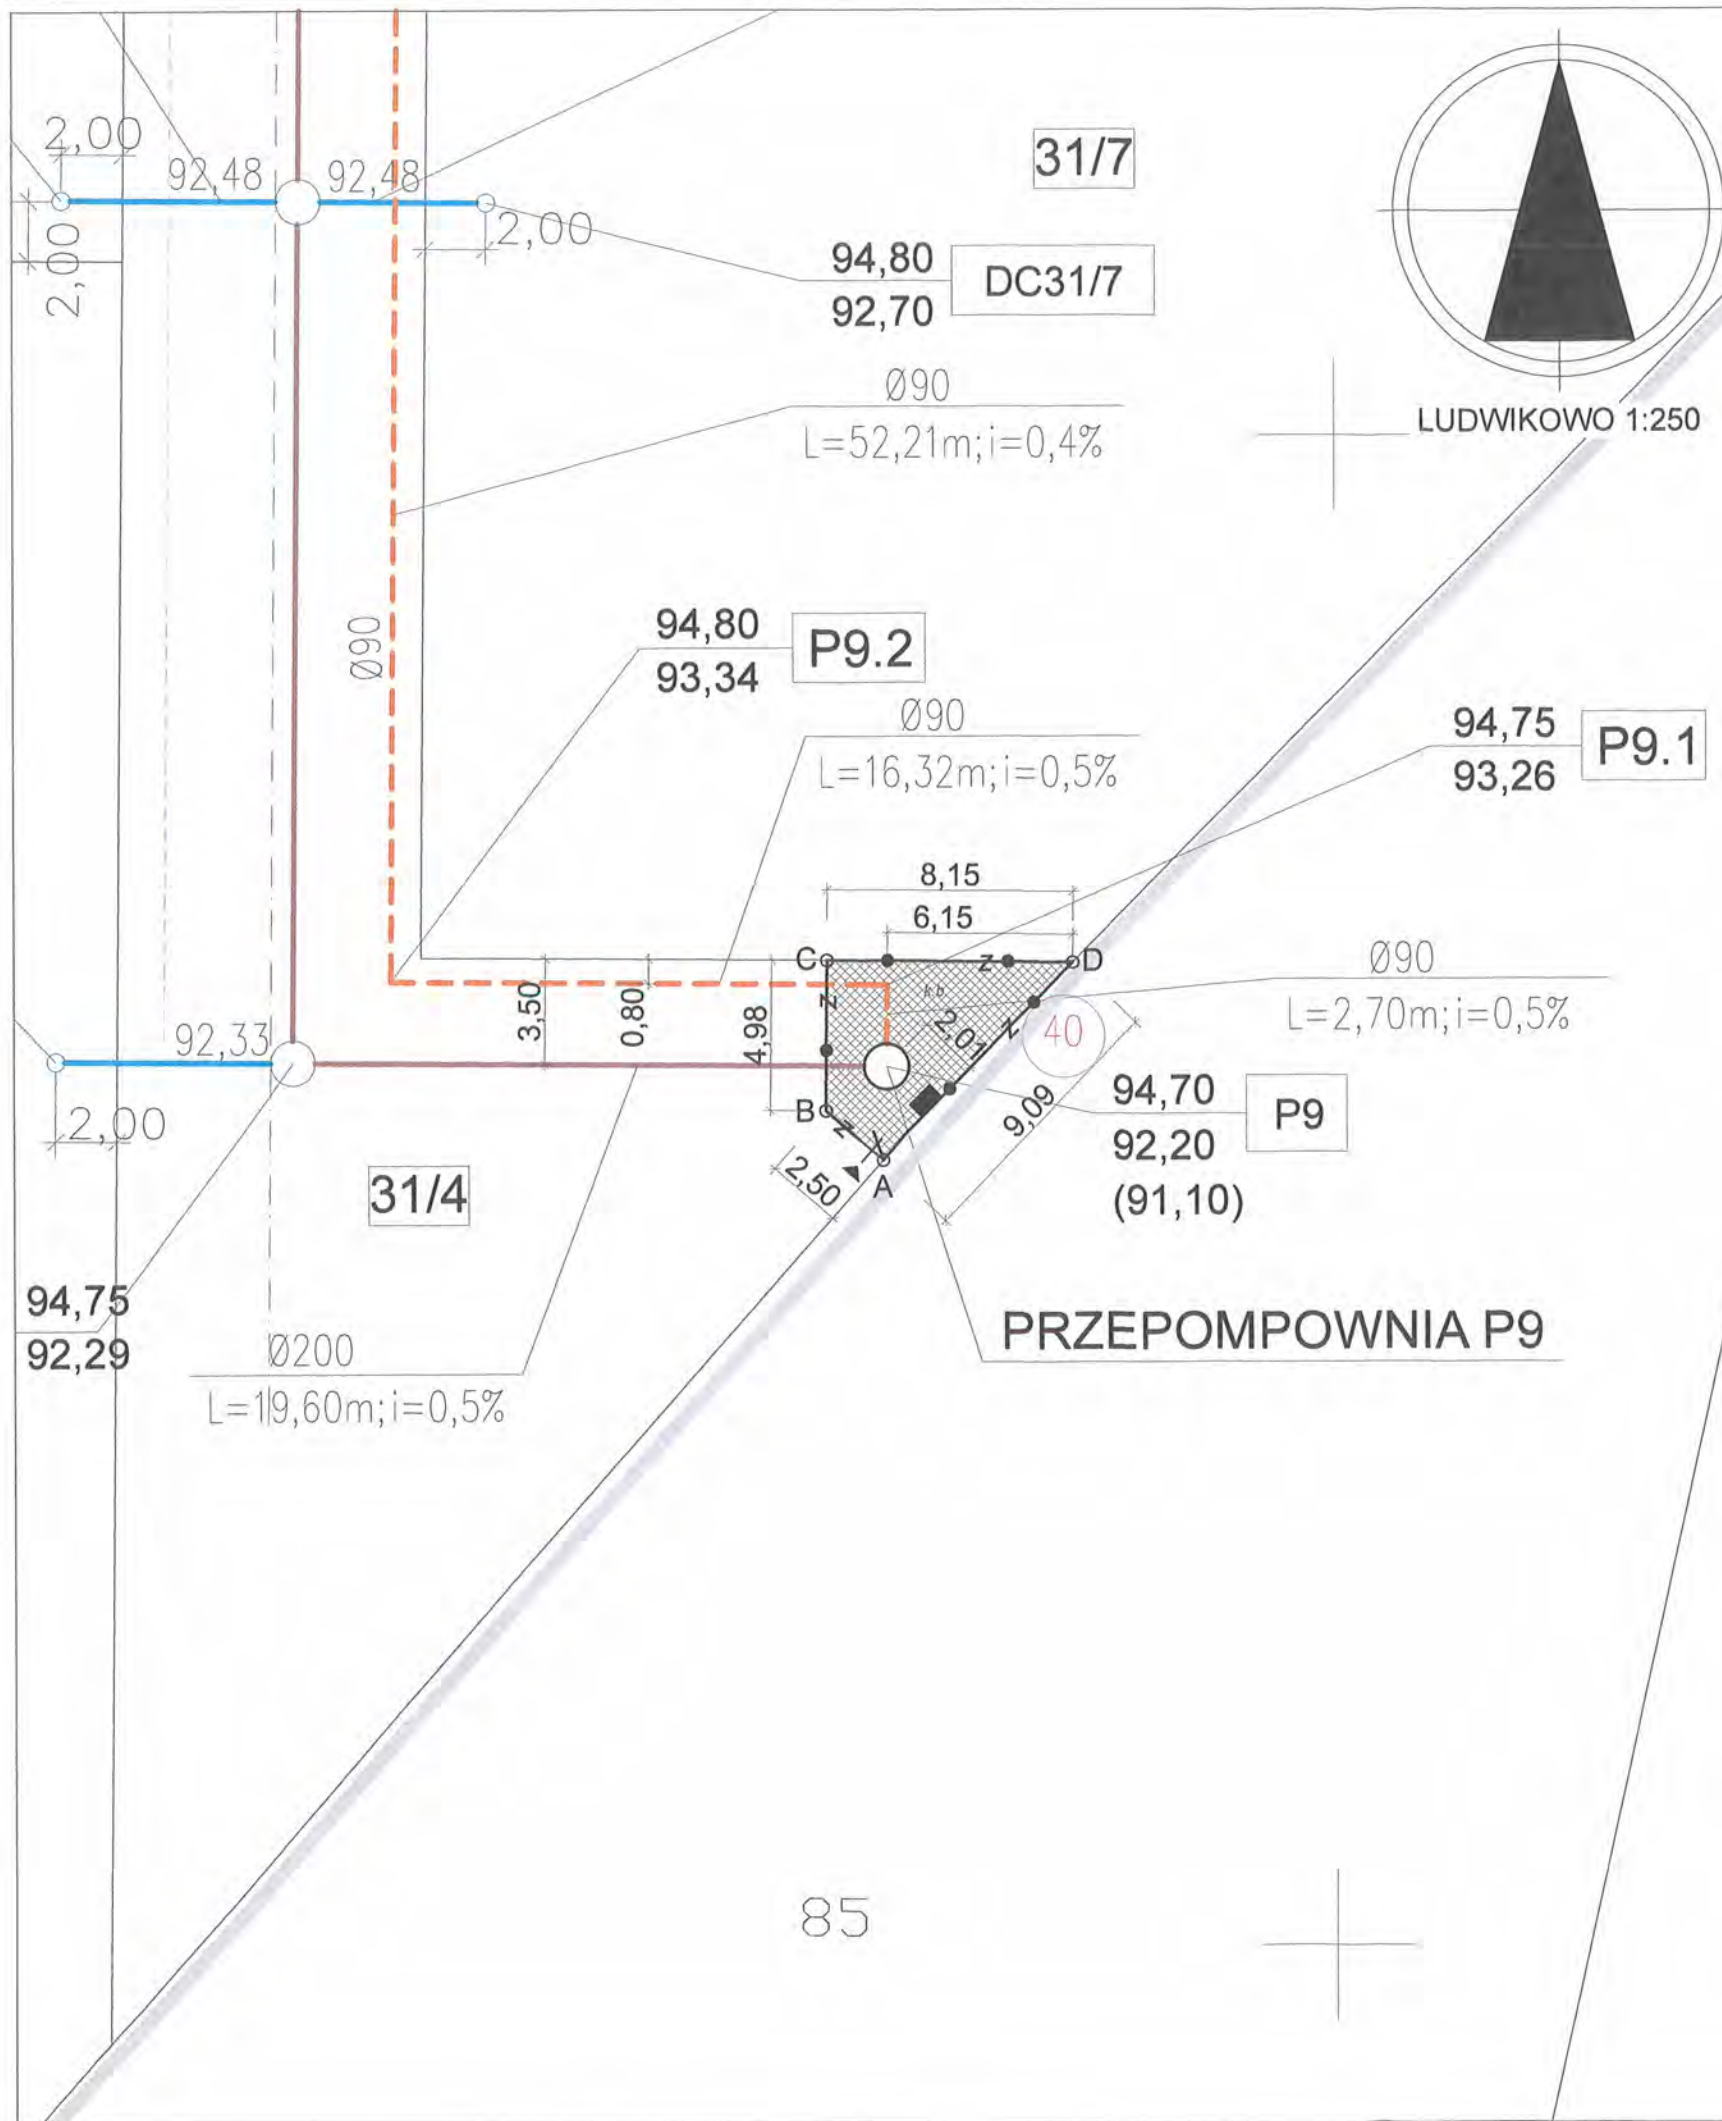 2,00
92,48
92,48
2,00
2,00
31/7
94,80
92,70
DC31/7
Ø90
L=52,21m;i=0,4%
LUDWIKOWO 1:250
Ø90
94,80
93,34
P9.2
Ø90
L=16,32m;i=0,5%
94,75
93,26
P9.1
8,15
6,15
C
z
D
Ø90
L=2,70m;i=0,5%
3,50
0,80
4,98
z
k.b.
2,01
z
40
92,33
2,00
B
z
2,50
A
9,09
94,70
92,20
(91,10)
P9
31/4
94,75
92,29
Ø200
L=19,60m;i=0,5%
PRZEPOMPOWNIA P9
85